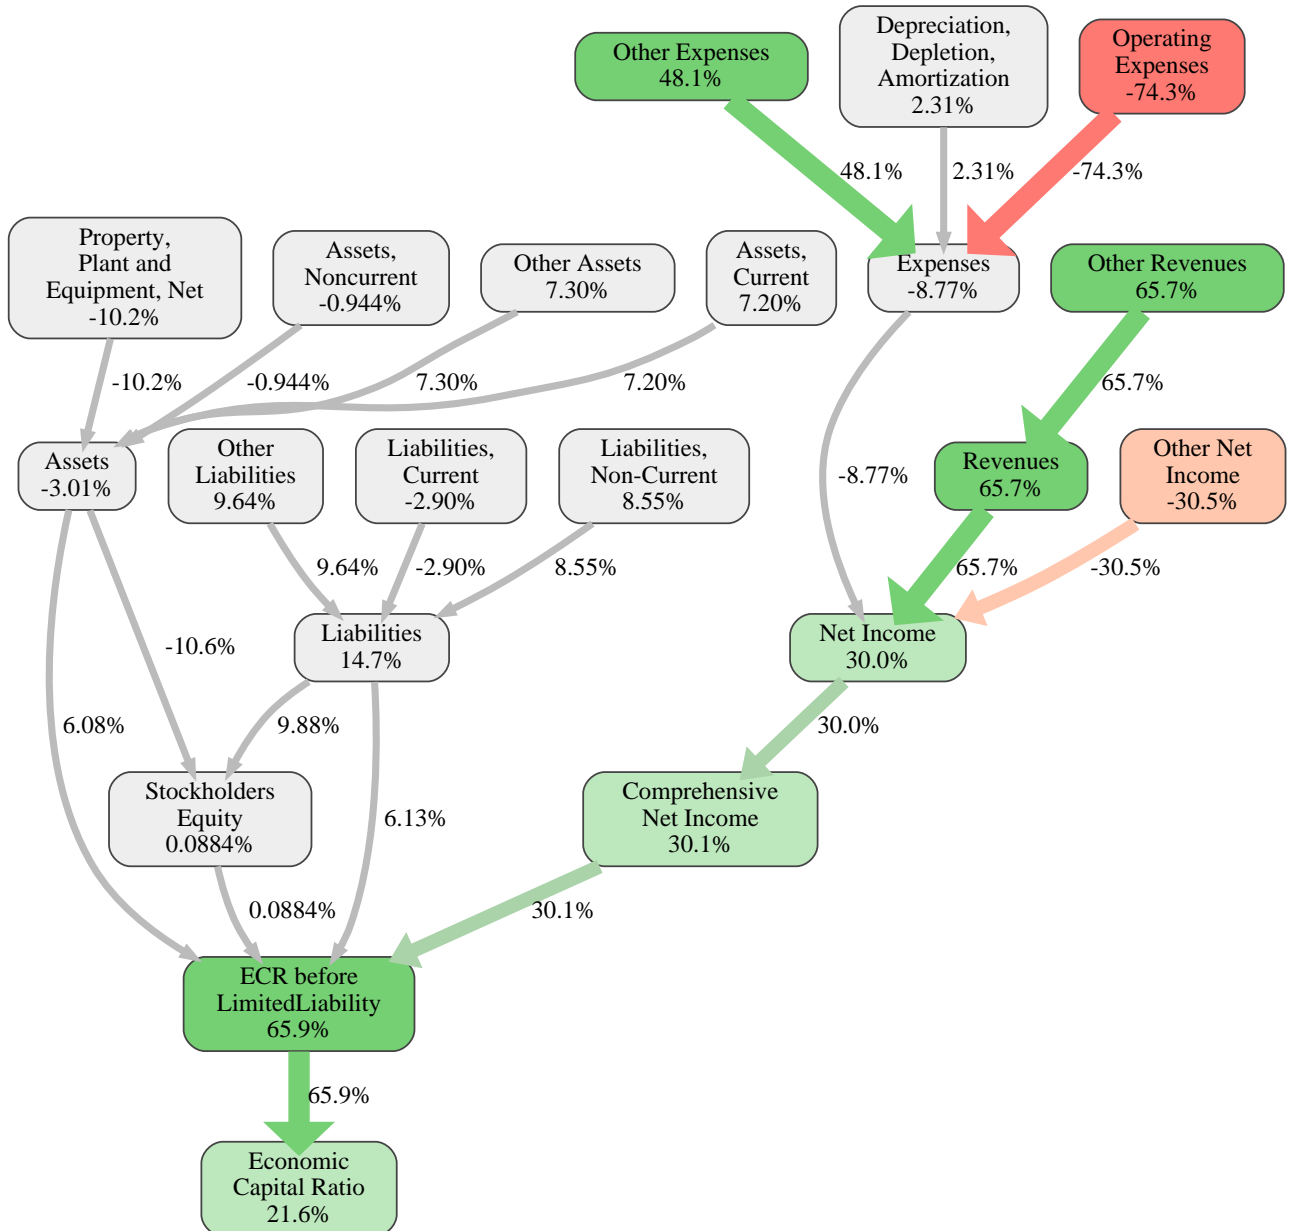 Other Expenses
48.1%
Depreciation,
Depletion,
Amortization
2.31%
Operating
Expenses
-74.3%
48.1%
2.31%
-74.3%
Property,
Plant and
Equipment, Net
-10.2%
Assets,
Noncurrent
-0.944%
Other Assets
7.30%
Assets,
Current
7.20%
Expenses
-8.77%
Other Revenues
65.7%
-10.2%
-0.944%
7.30%
7.20%
65.7%
Assets
-3.01%
Other
Liabilities
9.64%
Liabilities,
Current
-2.90%
Liabilities,
Non-Current
8.55%
-8.77%
Revenues
65.7%
Other Net
Income
-30.5%
9.64%
-2.90%
8.55%
65.7%
-30.5%
-10.6%
Liabilities
14.7%
Net Income
30.0%
6.08%
9.88%
30.0%
Stockholders
Equity
0.0884%
6.13%
Comprehensive
Net Income
30.1%
0.0884%
30.1%
ECR before
LimitedLiability
65.9%
65.9%
Economic
Capital Ratio
21.6%